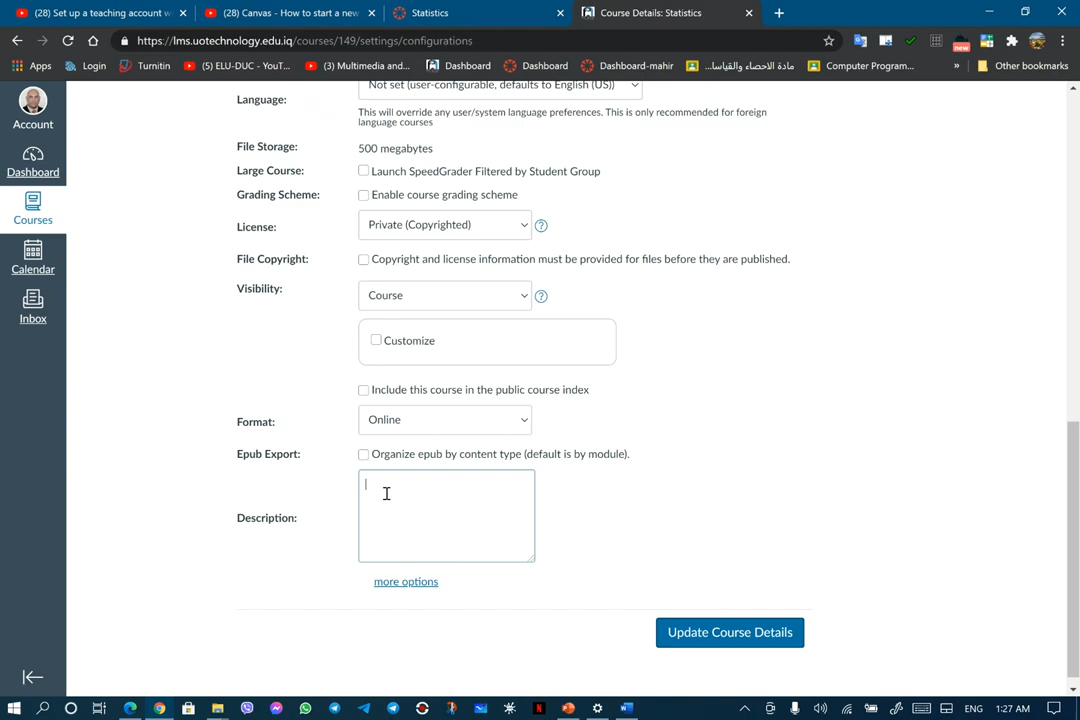 (28) Set up a teaching account w
(28) Canvas - How to start a new
Statistics
Course Details: Statistics
https://lms.uotechnology.edu.iq/courses/149/settings/configurations
new
Apps
Login
Turnitin
(5) ELU-DUC - YouT...
(3) Multimedia and...
Dashboard
Dashboard
Dashboard-mahir
مادة الاحصاء والقياسا...
Computer Program...
»
Other bookmarks
Account
Dashboard
Courses
Calendar
Inbox
Language:
Not set (user-configurable, defaults to English (US))
This will override any user/system language preferences. This is only recommended for foreign
language courses
File Storage:
500 megabytes
Large Course:
Launch SpeedGrader Filtered by Student Group
Grading Scheme:
Enable course grading scheme
License:
Private (Copyrighted)
?
File Copyright:
Copyright and license information must be provided for files before they are published.
Visibility:
Course
?
Customize
Include this course in the public course index
Format:
Online
Epub Export:
Organize epub by content type (default is by module).
Description:
more options
Update Course Details
ENG
1:27 AM